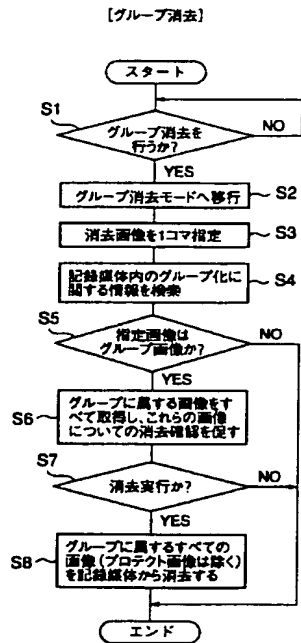 [グループ消去]
スタート
S1
グループ消去を
行うか?
NO
YES
グループ消去モードへ移行
S2
消去画像を1コマ指定
S3
記録媒体内のグループ化に
関する情報を検索
S4
S5
指定画像は
グループ画像か?
NO
YES
S6
グループに属する画像をす
べて取得し、これらの画像
についての消去確認を促す
S7
消去実行か?
NO
YES
S8
グループに属するすべての
画像(プロテクト画像は除く)
を記録媒体から消去する
エンド